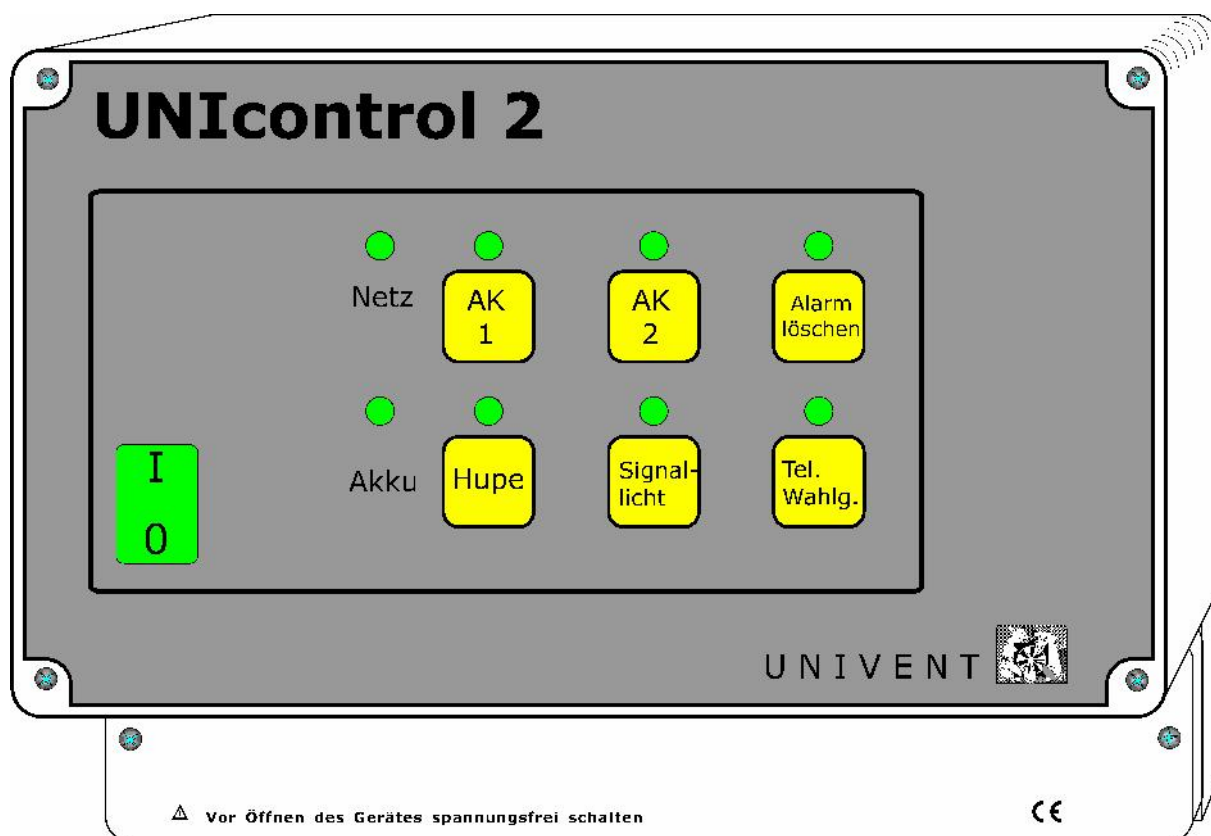 UNIcontrol 2
Netz
AK
1
AK
2
Alarm
löschen
Akku
Hupe
Signal-
licht
Tel.
Wahlg.
I
0
UNIVENT
Vor Öffnen des Gerätes spannungsfrei schalten
CE